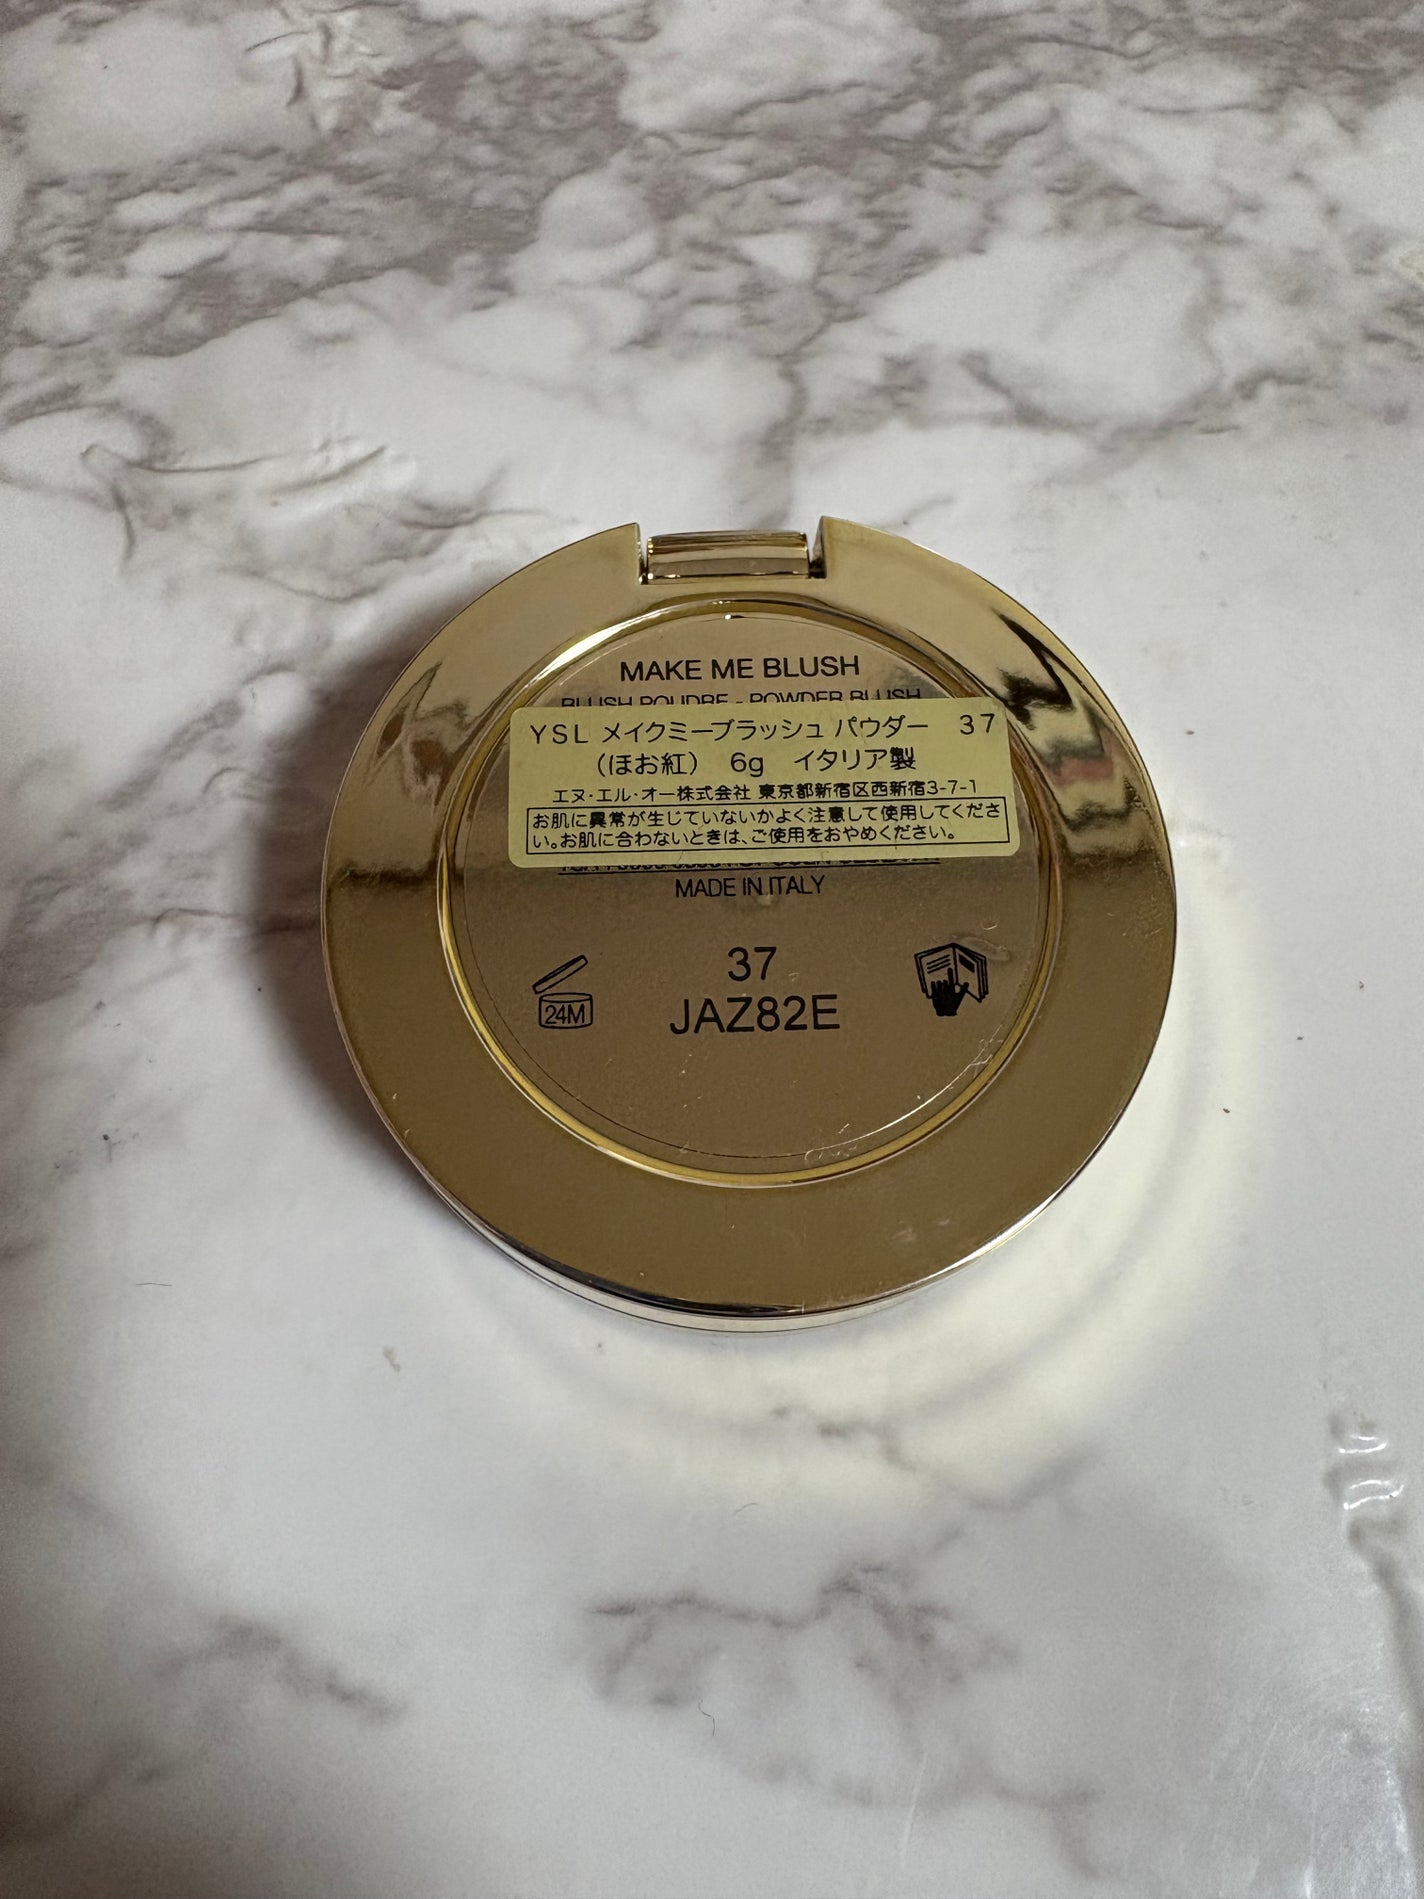 MAKE ME BLUSH
BLUSH POUDRE - POWDER BLUSH
YSL メイクミーブラッシュ パウダー 37
(ほお紅) 6g イタリア製
エヌ・エル・オー株式会社 東京都新宿区西新宿3-7-1
お肌に異常が生じていないかよく注意して使用してくださ
い。お肌に合わないときは、ご使用をおやめください。
MADE IN ITALY
37
24M
JAZ82E